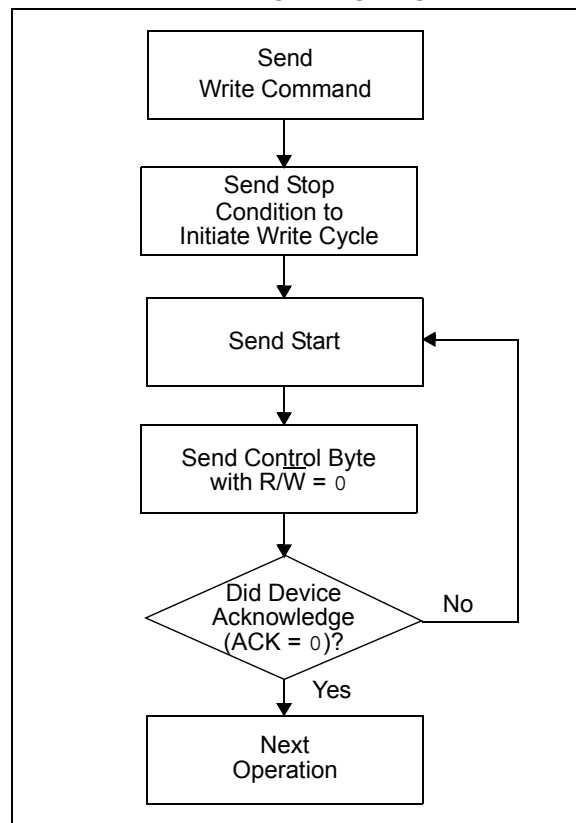 Send
Write Command
Send Stop
Condition to
Initiate Write Cycle
Send Start
Send Control Byte
with R/W̅ = 0
Did Device
Acknowledge
(ACK = 0)?
No
Yes
Next
Operation